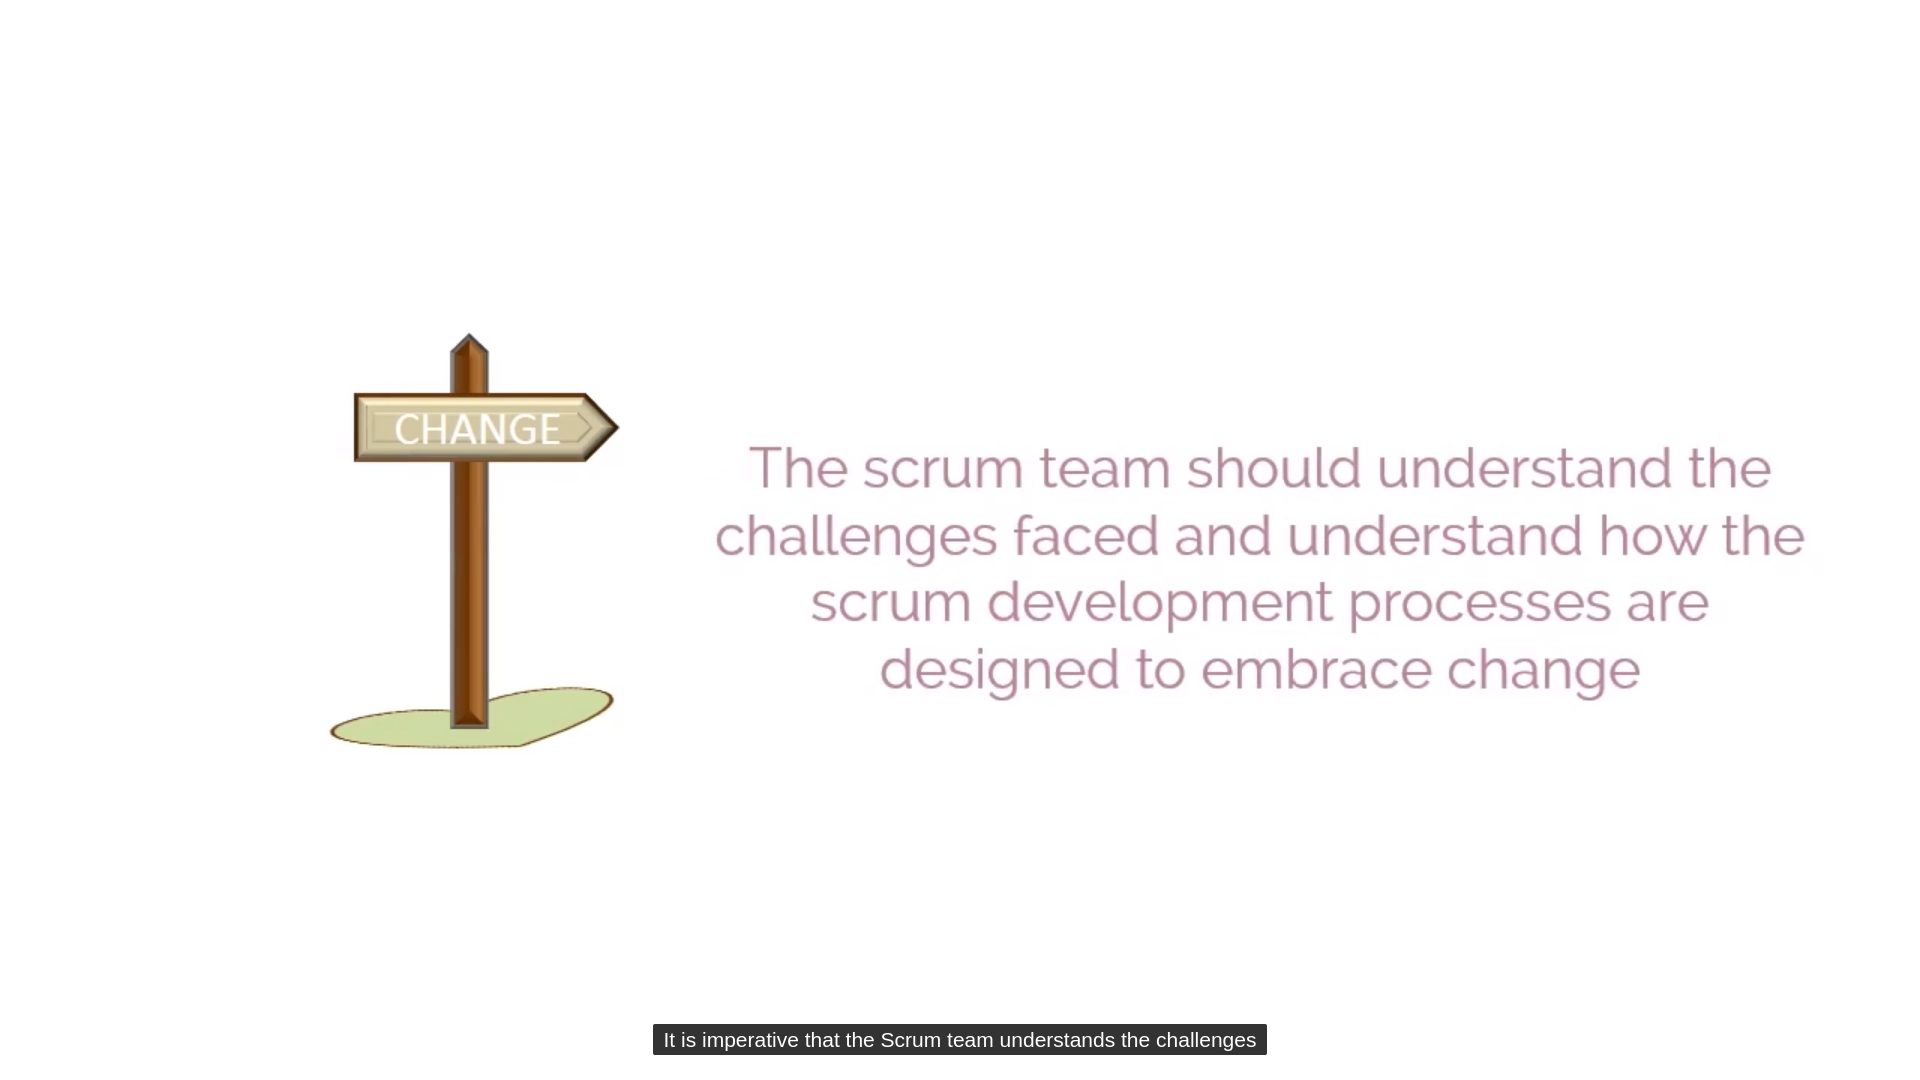 CHANGE
The scrum team should understand the
challenges faced and understand how the
scrum development processes are
designed to embrace change
It is imperative that the Scrum team understands the challenges